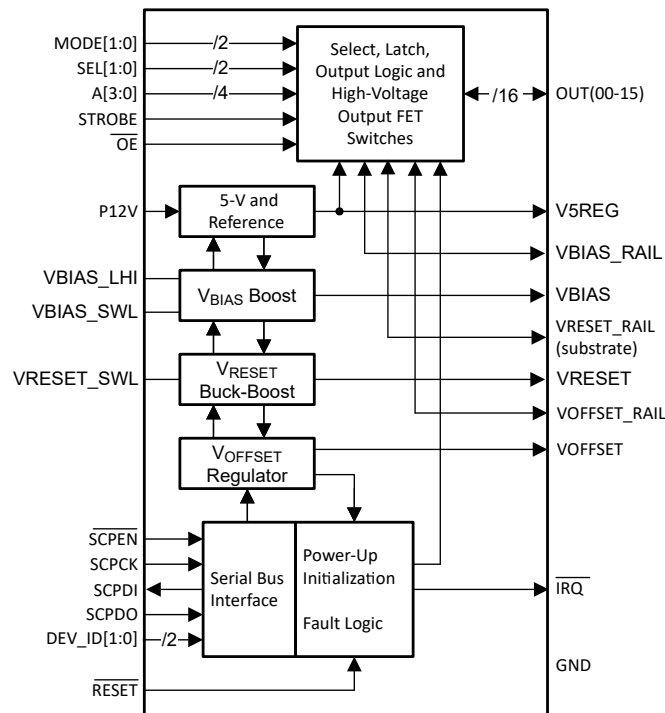 MODE[1:0]
/2
SEL[1:0]
/2
A[3:0]
/4
STROBE
OE
Select, Latch,
Output Logic and
High-Voltage
Output FET
Switches
/16
OUT(00-15)
P12V
5-V and
Reference
V5REG
VBIAS_RAIL
VBIAS_LHI
VBIAS_SWL
VBIAS Boost
VBIAS
VRESET_RAIL
(substrate)
VRESET_SWL
VRESET
Buck-Boost
VRESET
VOFFSET_RAIL
VOFFSET
Regulator
VOFFSET
SCPEN
SCPCK
SCPDI
SCPDO
DEV_ID[1:0]
/2
RESET
Serial Bus
Interface
Power-Up
Initialization
Fault Logic
IRQ
GND